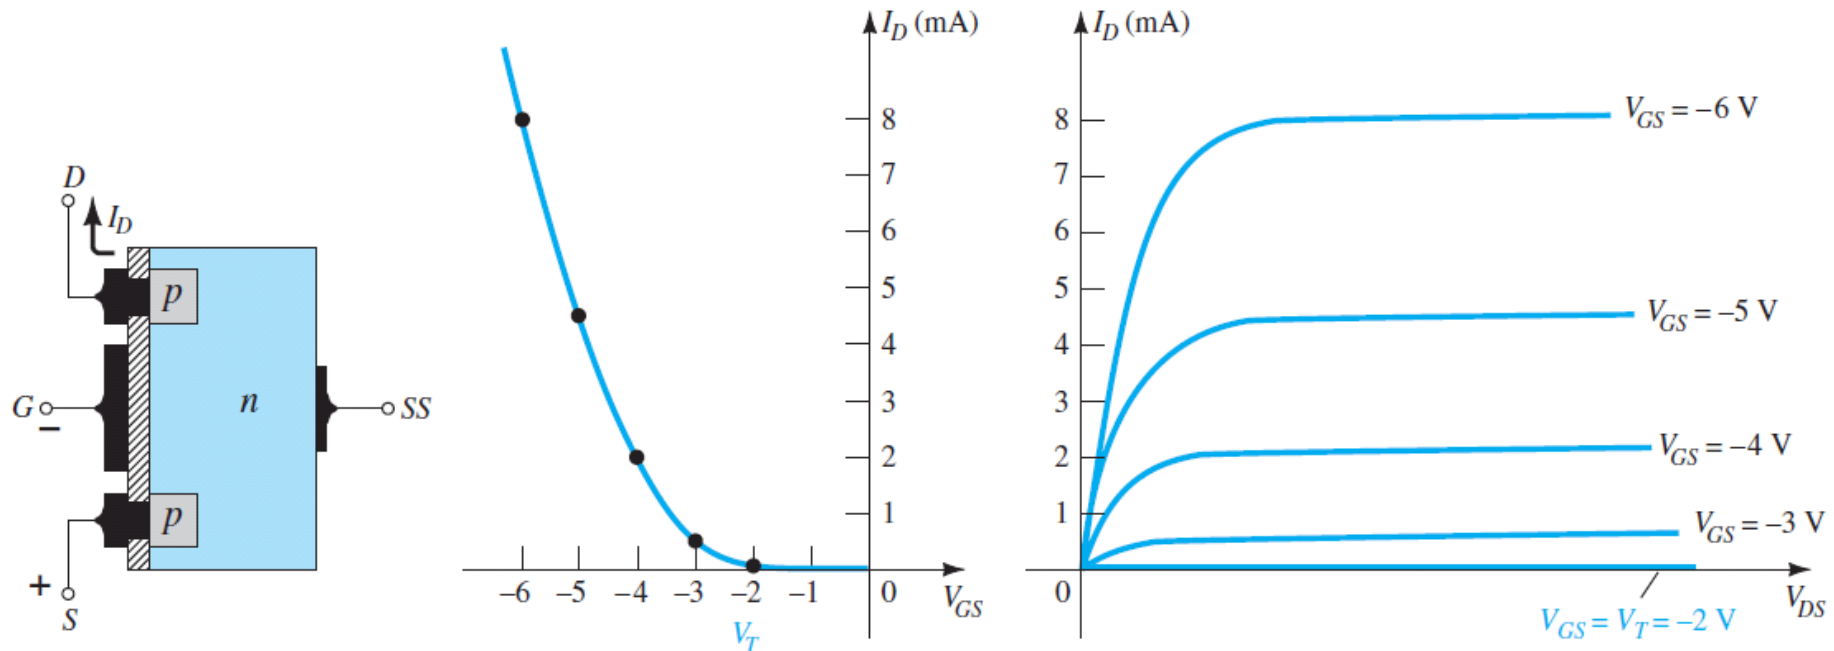 D
I_D
p
n
G
−
SS
p
+
S
I_D (mA)
8
7
6
5
4
3
2
1
−6 −5 −4 −3 −2 −1 0 V_GS
V_T
I_D (mA)
8
7
6
5
4
3
2
1
0
V_GS = −6 V
V_GS = −5 V
V_GS = −4 V
V_GS = −3 V
V_DS
V_GS = V_T = −2 V